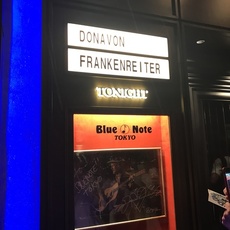 DONAVON
FRANKENREITER
TONIGHT
Blue Note
TOKYO